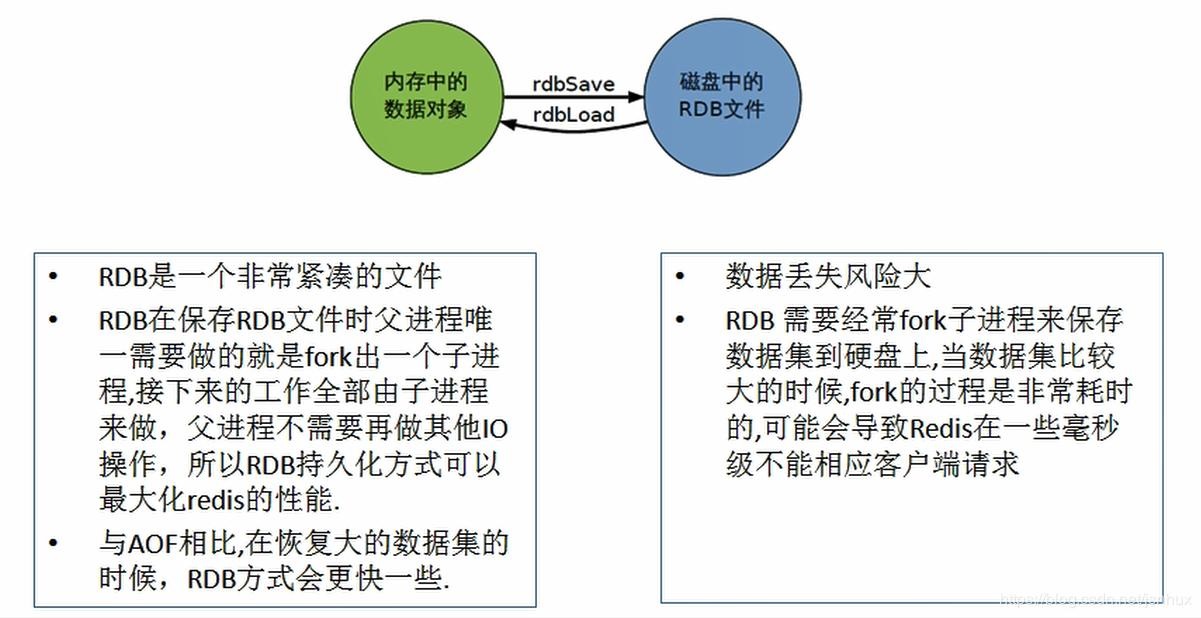 内存中的
数据对象
rdbSave
rdbLoad
磁盘中的
RDB文件
• RDB是一个非常紧凑的文件
• RDB在保存RDB文件时父进程唯
一需要做的就是fork出一个子进
程,接下来的工作全部由子进程
来做，父进程不需要再做其他IO
操作，所以RDB持久化方式可以
最大化redis的性能.
• 与AOF相比,在恢复大的数据集的
时候，RDB方式会更快一些.
• 数据丢失风险大
• RDB 需要经常fork子进程来保存
数据集到硬盘上,当数据集比较
大的时候,fork的过程是非常耗时
的,可能会导致Redis在一些毫秒
级不能相应客户端请求